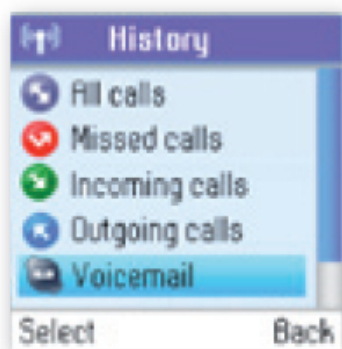 History
All calls
Missed calls
Incoming calls
Outgoing calls
Voicemail
Select Back